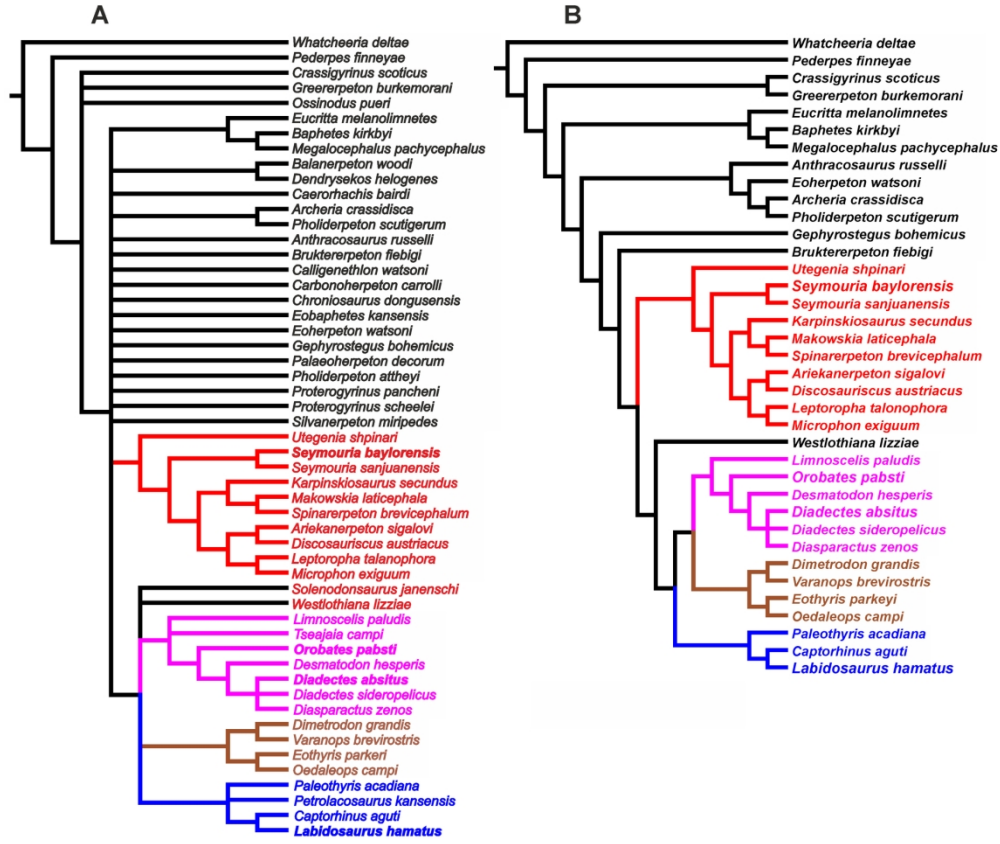 A
Whatcheeria deltae
Pederpes finneyae
Crassigyrinus scoticus
Greererpeton burkemorani
Ossinodus pueri
Eucritta melanolimnetes
Baphetes kirkbyi
Megalocephalus pachycephalus
Balanerpeton woodi
Dendrysekos helogenes
Caerorhachis bairdi
Archeria crassidisca
Pholiderpeton scutigerum
Anthracosaurus russelli
Bruktererpeton fiebigi
Calligenethlon watsoni
Carbonoherpeton carrolli
Chroniosaurus dongusensis
Eobaphetes kansensis
Eoherpeton watsoni
Gephyrostegus bohemicus
Palaeoherpeton decorum
Pholiderpeton attheyi
Proterogyrinus pancheni
Proterogyrinus scheelei
Silvanerpeton miripedes
Utegenia shpinari
Seymouria baylorensis
Seymouria sanjuanensis
Karpinskiosaurus secundus
Makowskia laticephala
Spinarerpeton brevicephalum
Ariekanerpeton sigalovi
Discosauriscus austriacus
Leptoropha talonophora
Microphon exiguum
Solenodonsaurus janenschi
Westlothiana lizziae
Limnoscelis paludis
Tseajaia campi
Orobates pabsti
Desmatodon hesperis
Diadectes absitus
Diadectes sideropelicus
Diasparactus zenos
Dimetrodon grandis
Varanops brevirostris
Eothyris parkeri
Oedaleops campi
Paleothyris acadiana
Petrolacosaurus kansensis
Captorhinus aguti
Labidosaurus hamatus
B
Whatcheeria deltae
Pederpes finneyae
Crassigyrinus scoticus
Greererpeton burkemorani
Eucritta melanolimnetes
Baphetes kirkbyi
Megalocephalus pachycephalus
Anthracosaurus russelli
Eoherpeton watsoni
Archeria crassidisca
Pholiderpeton scutigerum
Gephyrostegus bohemicus
Bruktererpeton fiebigi
Utegenia shpinari
Seymouria baylorensis
Seymouria sanjuanensis
Karpinskiosaurus secundus
Makowskia laticephala
Spinarerpeton brevicephalum
Ariekanerpeton sigalovi
Discosauriscus austriacus
Leptoropha talonophora
Microphon exiguum
Westlothiana lizziae
Limnoscelis paludis
Orobates pabsti
Desmatodon hesperis
Diadectes absitus
Diadectes sideropelicus
Diasparactus zenos
Dimetrodon grandis
Varanops brevirostris
Eothyris parkeyi
Oedaleops campi
Paleothyris acadiana
Captorhinus aguti
Labidosaurus hamatus